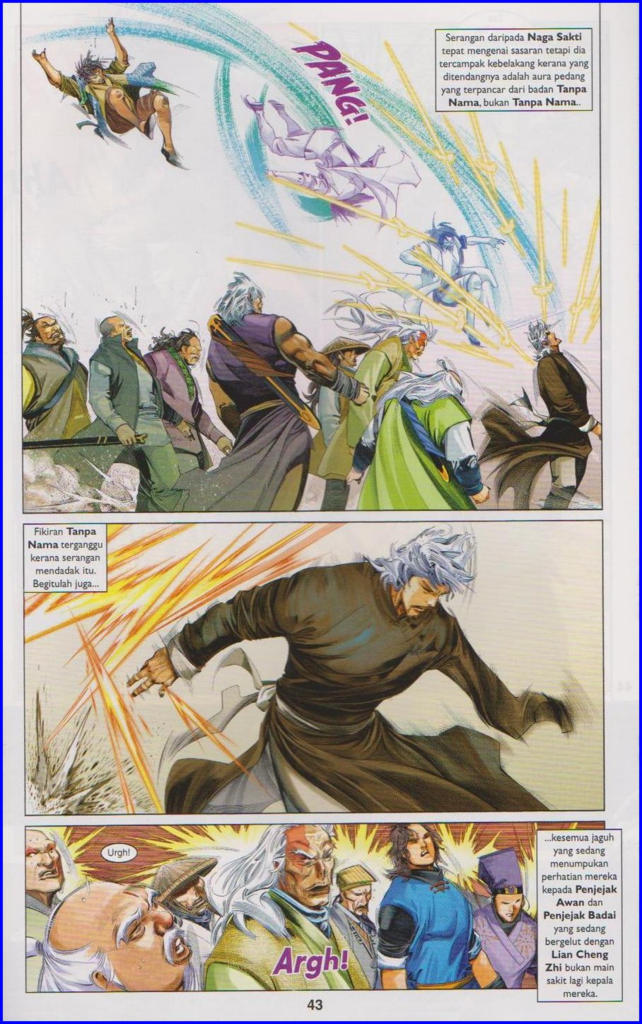 Serangan daripada Naga Sakti
tepat mengenai sasaran tetapi dia
tercampak kebelakang kerana yang
ditendangnya adalah aura pedang
yang terpancar dari badan Tanpa
Nama, bukan Tanpa Nama..
PANG!
Fikiran Tanpa
Nama terganggu
kerana serangan
mendadak itu.
Begitulah juga...
Urgh!
Argh!
...kesemua jaguh
yang sedang
menumpukan
perhatian mereka
kepada Penjejak
Awan dan
Penjejak Badai
yang sedang
bergelut dengan
Lian Cheng
Zhi bukan main
sakit lagi kepala
mereka.
43